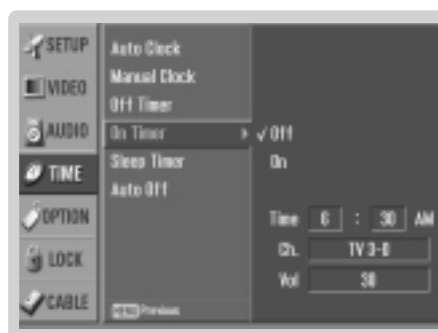 SETUP
VIDEO
AUDIO
TIME
OPTION
LOCK
CABLE
Auto Clock
Manual Clock
Off Timer
On Timer
Sleep Timer
Auto Off
√ Off
On
Time 6 : 30 AM
Ch. TV 3-0
Vol 30
MENU Previous